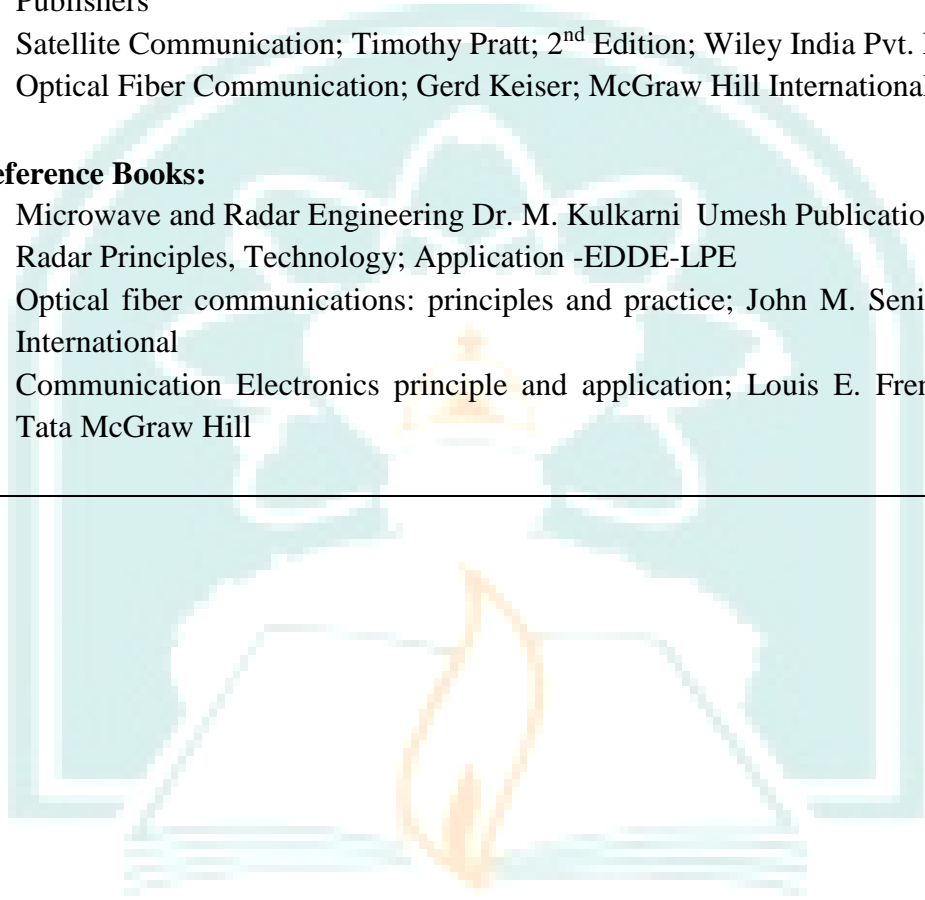 Publishers
Satellite Communication; Timothy Pratt; 2nd Edition; Wiley India Pvt.
Optical Fiber Communication; Gerd Keiser; McGraw Hill International
eference Books:
Microwave and Radar Engineering Dr. M. Kulkarni Umesh Publicatio
Radar Principles, Technology; Application -EDDE-LPE
Optical fiber communications: principles and practice; John M. Seni
International
Communication Electronics principle and application; Louis E. Fren
Tata McGraw Hill